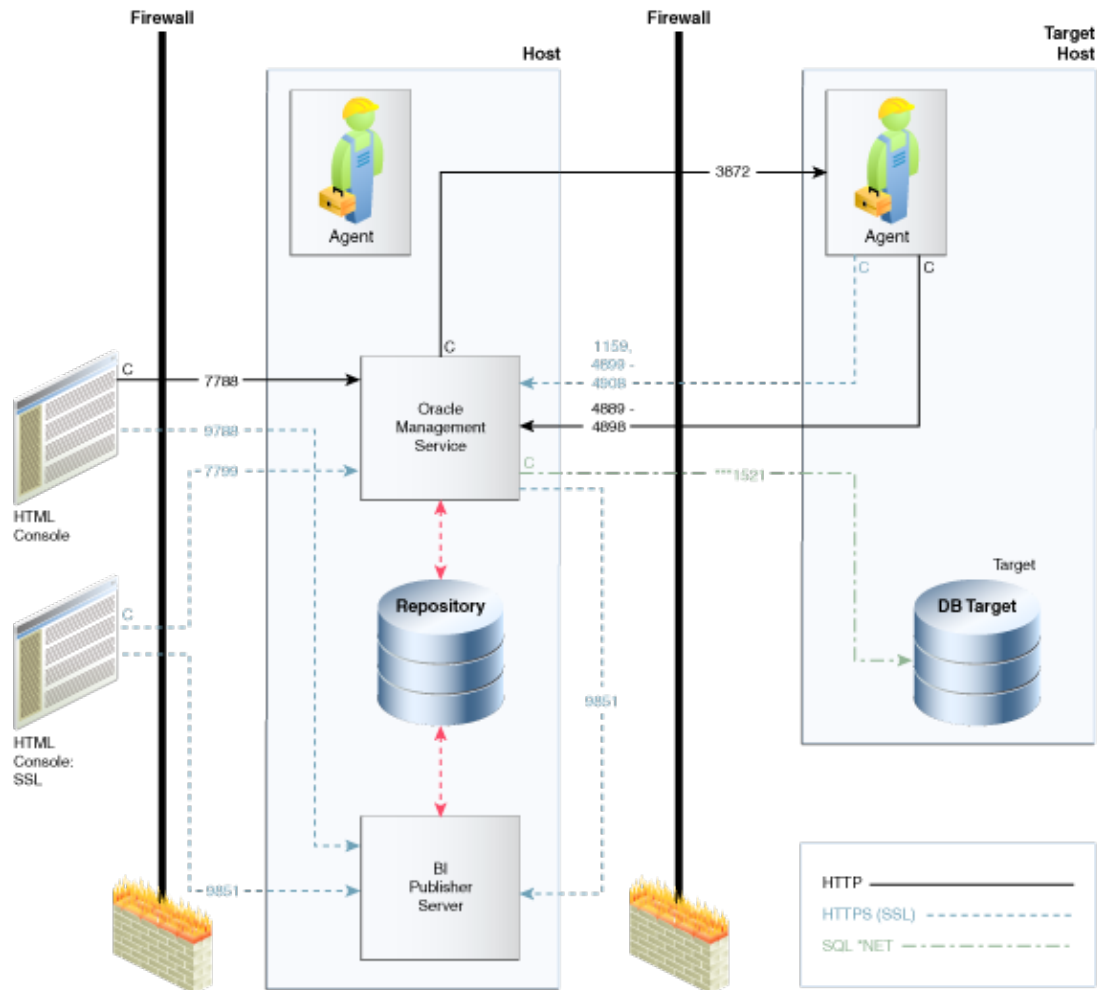 Firewall
Firewall
Host
Target
Host
Agent
3872
Agent
C
C
C
1159,
4899 -
4908
C
7788
4889 -
4898
Oracle
Management
Service
9788
7799
C
***1521
HTML
Console
Target
Repository
DB Target
C
9851
HTML
Console:
SSL
BI
Publisher
Server
9851
HTTP
HTTPS (SSL)
SQL *NET